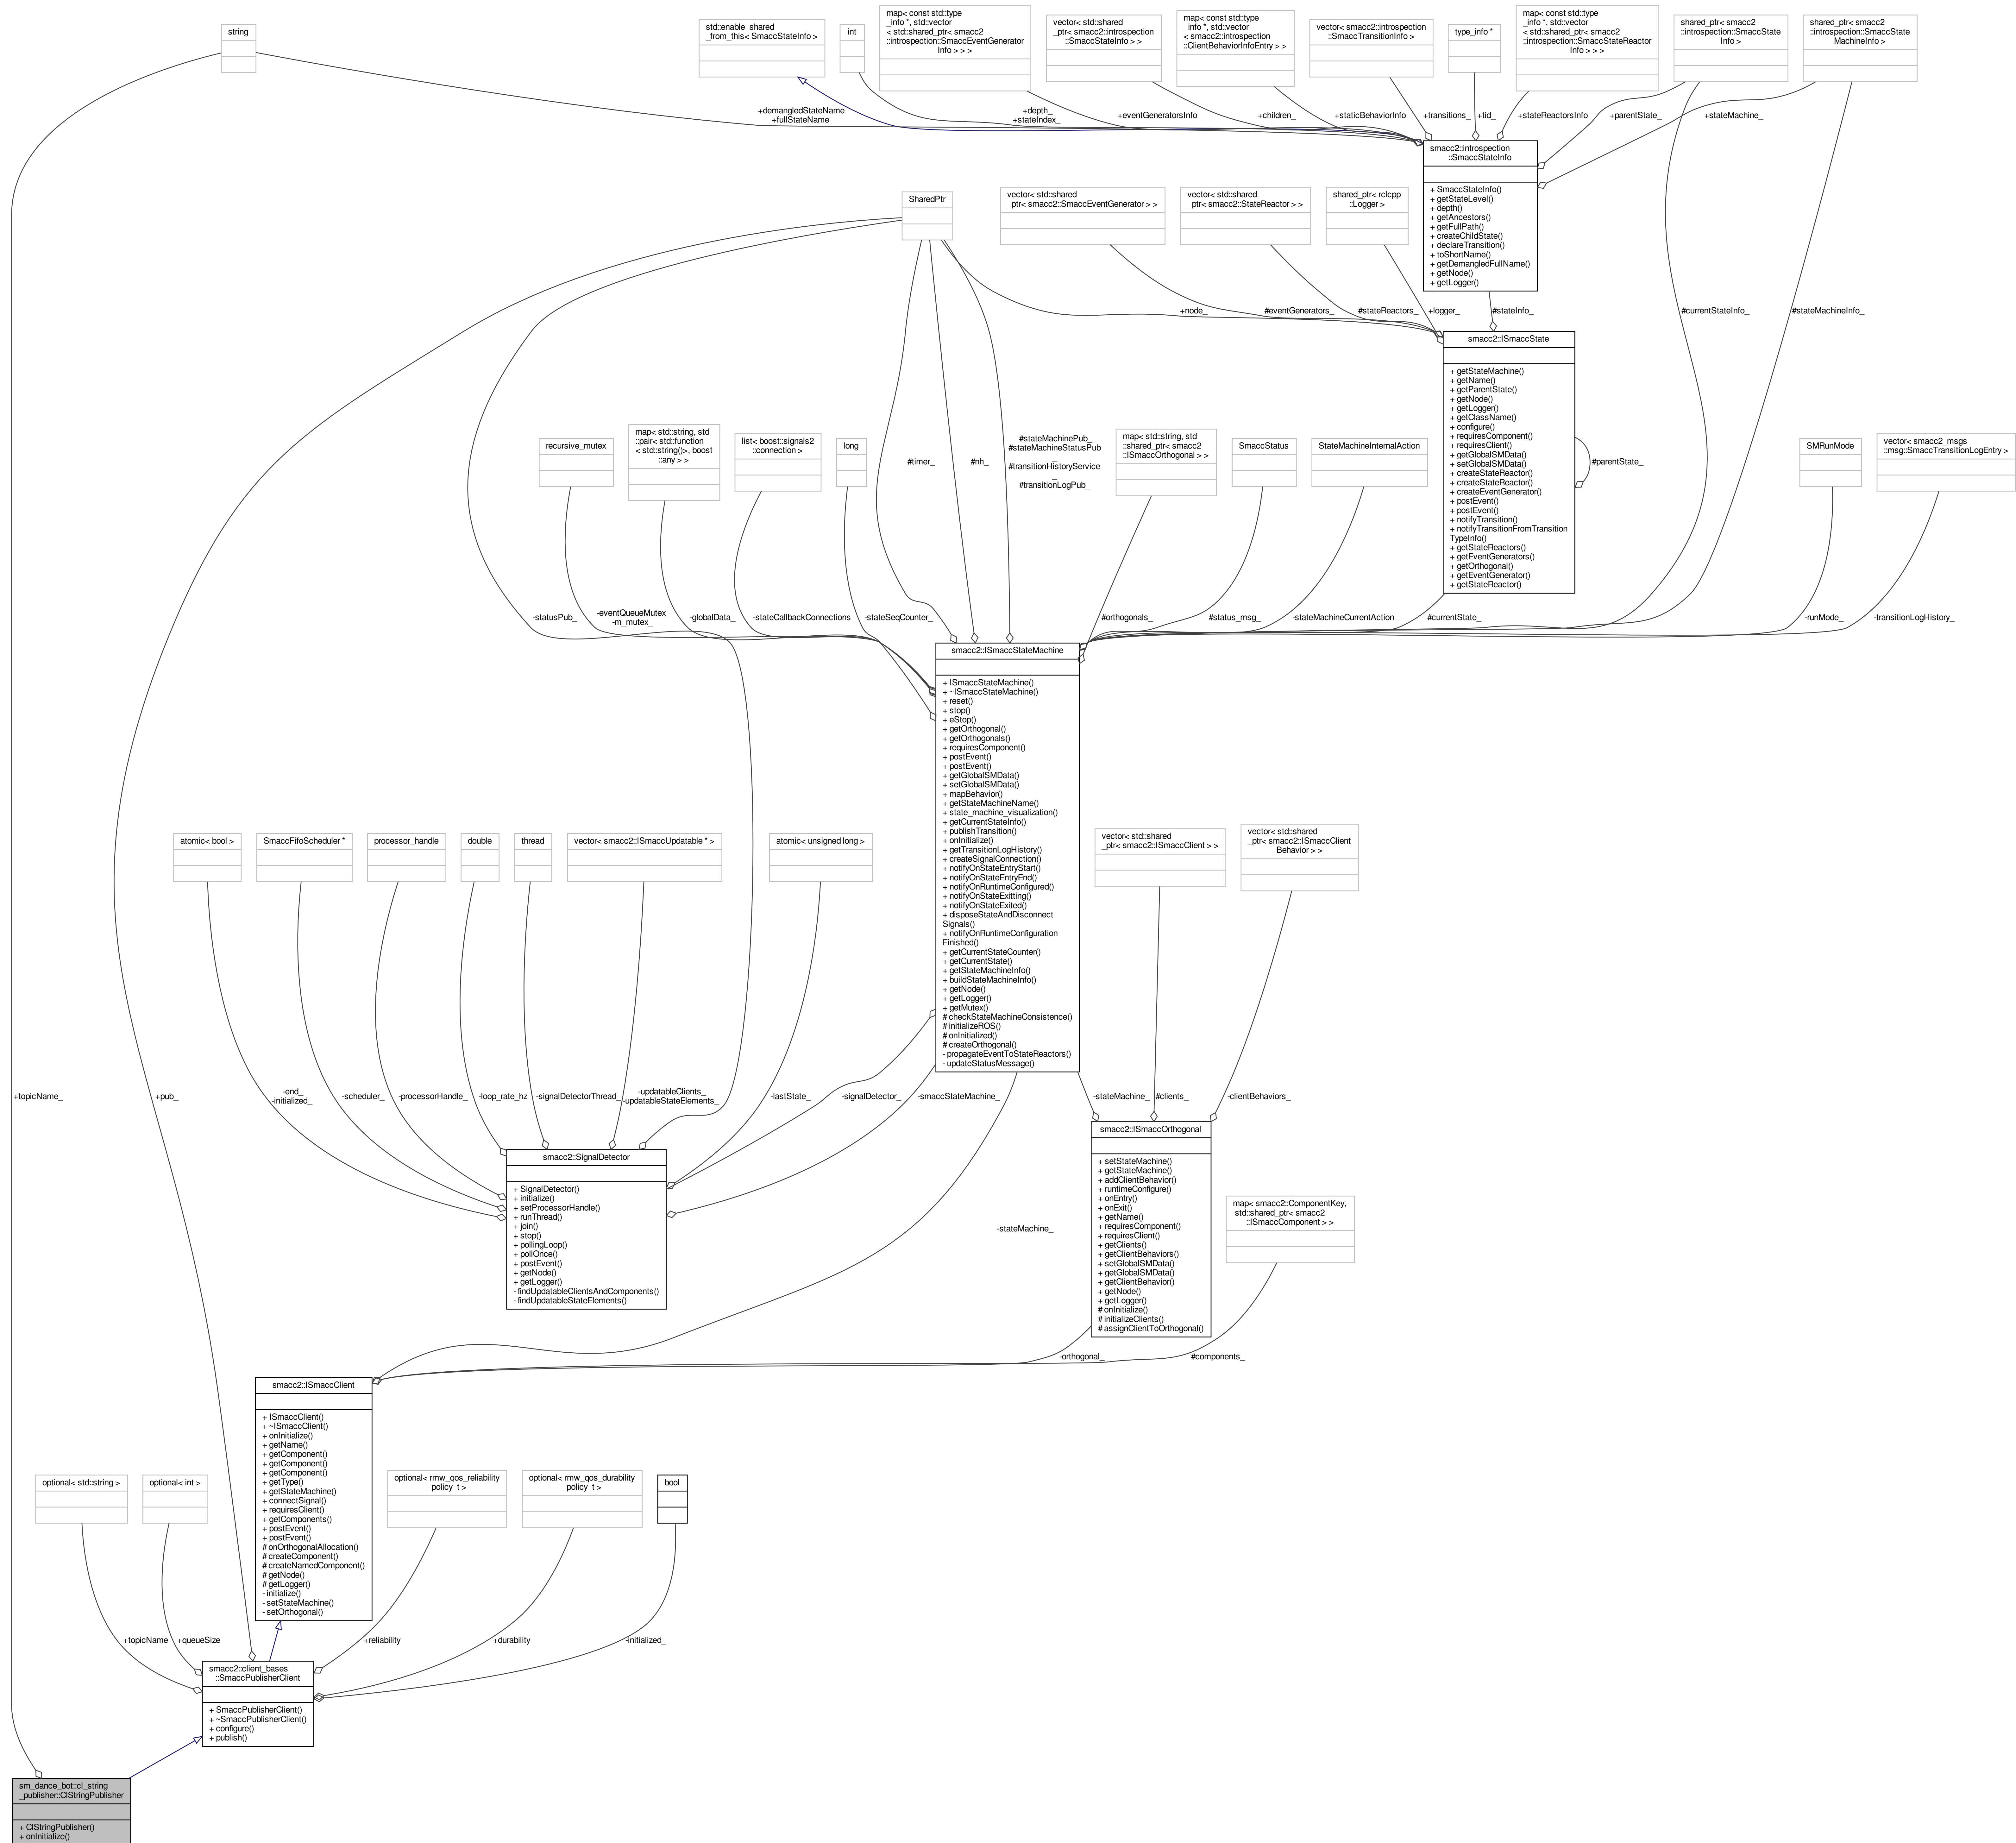 string
std::enable_shared
_from_this< SmaccStateInfo >
int
map< const std::type
_info *, std::vector
< std::shared_ptr< smacc2
::introspection::SmaccEventGenerator
Info > > >
vector< std::shared
_ptr< smacc2::introspection
::SmaccStateInfo > >
map< const std::type
_info *, std::vector
< smacc2::introspection
::ClientBehaviorInfoEntry > >
vector< smacc2::introspection
::SmaccTransitionInfo >
type_info *
map< const std::type
_info *, std::vector
< std::shared_ptr< smacc2
::introspection::SmaccStateReactor
Info > > >
shared_ptr< smacc2
::introspection::SmaccState
Info >
shared_ptr< smacc2
::introspection::SmaccState
MachineInfo >
+demangledStateName
+fullStateName
+depth_
+stateIndex_
+eventGeneratorsInfo
+children_
+staticBehaviorInfo
+transitions_
+tid_
+stateReactorsInfo
+parentState_
+stateMachine_
smacc2::introspection
::SmaccStateInfo
+ SmaccStateInfo()
+ getStateLevel()
+ depth()
+ getAncestors()
+ getFullPath()
+ createChildState()
+ declareTransition()
+ toShortName()
+ getDemangledFullName()
+ getNode()
+ getLogger()
SharedPtr
vector< std::shared
_ptr< smacc2::SmaccEventGenerator > >
vector< std::shared
_ptr< smacc2::StateReactor > >
shared_ptr< rclcpp
::Logger >
+node_
#eventGenerators_
#stateReactors_
+logger_
#stateInfo_
#currentStateInfo_
#stateMachineInfo_
smacc2::ISmaccState
+ getStateMachine()
+ getName()
+ getParentState()
+ getNode()
+ getLogger()
+ getClassName()
+ configure()
+ requiresComponent()
+ requiresClient()
+ getGlobalSMData()
+ setGlobalSMData()
+ createStateReactor()
+ createStateReactor()
+ createEventGenerator()
+ postEvent()
+ postEvent()
+ notifyTransition()
+ notifyTransitionFromTransition
TypeInfo()
+ getStateReactors()
+ getEventGenerators()
+ getOrthogonal()
+ getEventGenerator()
+ getStateReactor()
#parentState_
recursive_mutex
map< std::string, std
::pair< std::function
< std::string()>, boost
::any > >
list< boost::signals2
::connection >
long
#timer_
#nh_
#stateMachinePub_
#stateMachineStatusPub
_
#transitionHistoryService
_
#transitionLogPub_
map< std::string, std
::shared_ptr< smacc2
::ISmaccOrthogonal > >
SmaccStatus
StateMachineInternalAction
SMRunMode
vector< smacc2_msgs
::msg::SmaccTransitionLogEntry >
-statusPub_
-eventQueueMutex_
-m_mutex_
-globalData_
-stateCallbackConnections
-stateSeqCounter_
#orthogonals_
#status_msg_
-stateMachineCurrentAction
#currentState_
-runMode_
-transitionLogHistory_
smacc2::ISmaccStateMachine
+ ISmaccStateMachine()
+ ~ISmaccStateMachine()
+ reset()
+ stop()
+ eStop()
+ getOrthogonal()
+ getOrthogonals()
+ requiresComponent()
+ postEvent()
+ postEvent()
+ getGlobalSMData()
+ setGlobalSMData()
+ mapBehavior()
+ getStateMachineName()
+ state_machine_visualization()
+ getCurrentStateInfo()
+ publishTransition()
+ onInitialize()
+ getTransitionLogHistory()
+ createSignalConnection()
+ notifyOnStateEntryStart()
+ notifyOnStateEntryEnd()
+ notifyOnRuntimeConfigured()
+ notifyOnStateExitting()
+ notifyOnStateExited()
+ disposeStateAndDisconnect
Signals()
+ notifyOnRuntimeConfiguration
Finished()
+ getCurrentStateCounter()
+ getCurrentState()
+ getStateMachineInfo()
+ buildStateMachineInfo()
+ getNode()
+ getLogger()
+ getMutex()
# checkStateMachineConsistence()
# initializeROS()
# onInitialized()
# createOrthogonal()
- propagateEventToStateReactors()
- updateStatusMessage()
atomic< bool >
SmaccFifoScheduler *
processor_handle
double
thread
vector< smacc2::ISmaccUpdatable * >
atomic< unsigned long >
vector< std::shared
_ptr< smacc2::ISmaccClient > >
vector< std::shared
_ptr< smacc2::ISmaccClient
Behavior > >
+topicName_
+pub_
-end_
-initialized_
-scheduler_
-processorHandle_
-loop_rate_hz
-signalDetectorThread_
-updatableClients_
-updatableStateElements_
-lastState_
-signalDetector_
-smaccStateMachine_
-stateMachine_
#clients_
-clientBehaviors_
smacc2::SignalDetector
+ SignalDetector()
+ initialize()
+ setProcessorHandle()
+ runThread()
+ join()
+ stop()
+ pollingLoop()
+ pollOnce()
+ postEvent()
+ getNode()
+ getLogger()
- findUpdatableClientsAndComponents()
- findUpdatableStateElements()
smacc2::ISmaccOrthogonal
+ setStateMachine()
+ getStateMachine()
+ addClientBehavior()
+ runtimeConfigure()
+ onEntry()
+ onExit()
+ getName()
+ requiresComponent()
+ requiresClient()
+ getClients()
+ getClientBehaviors()
+ setGlobalSMData()
+ getGlobalSMData()
+ getClientBehavior()
+ getNode()
+ getLogger()
# onInitialize()
# initializeClients()
# assignClientToOrthogonal()
map< smacc2::ComponentKey,
std::shared_ptr< smacc2
::ISmaccComponent > >
-stateMachine_
-orthogonal_
#components_
smacc2::ISmaccClient
+ ISmaccClient()
+ ~ISmaccClient()
+ onInitialize()
+ getName()
+ getComponent()
+ getComponent()
+ getComponent()
+ getType()
+ getStateMachine()
+ connectSignal()
+ requiresClient()
+ getComponents()
+ postEvent()
+ postEvent()
# onOrthogonalAllocation()
# createComponent()
# createNamedComponent()
# getNode()
# getLogger()
- initialize()
- setStateMachine()
- setOrthogonal()
optional< std::string >
optional< int >
optional< rmw_qos_reliability
_policy_t >
optional< rmw_qos_durability
_policy_t >
bool
+topicName
+queueSize
+reliability
+durability
-initialized_
smacc2::client_bases
::SmaccPublisherClient
+ SmaccPublisherClient()
+ ~SmaccPublisherClient()
+ configure()
+ publish()
sm_dance_bot::cl_string
_publisher::ClStringPublisher
+ ClStringPublisher()
+ onInitialize()